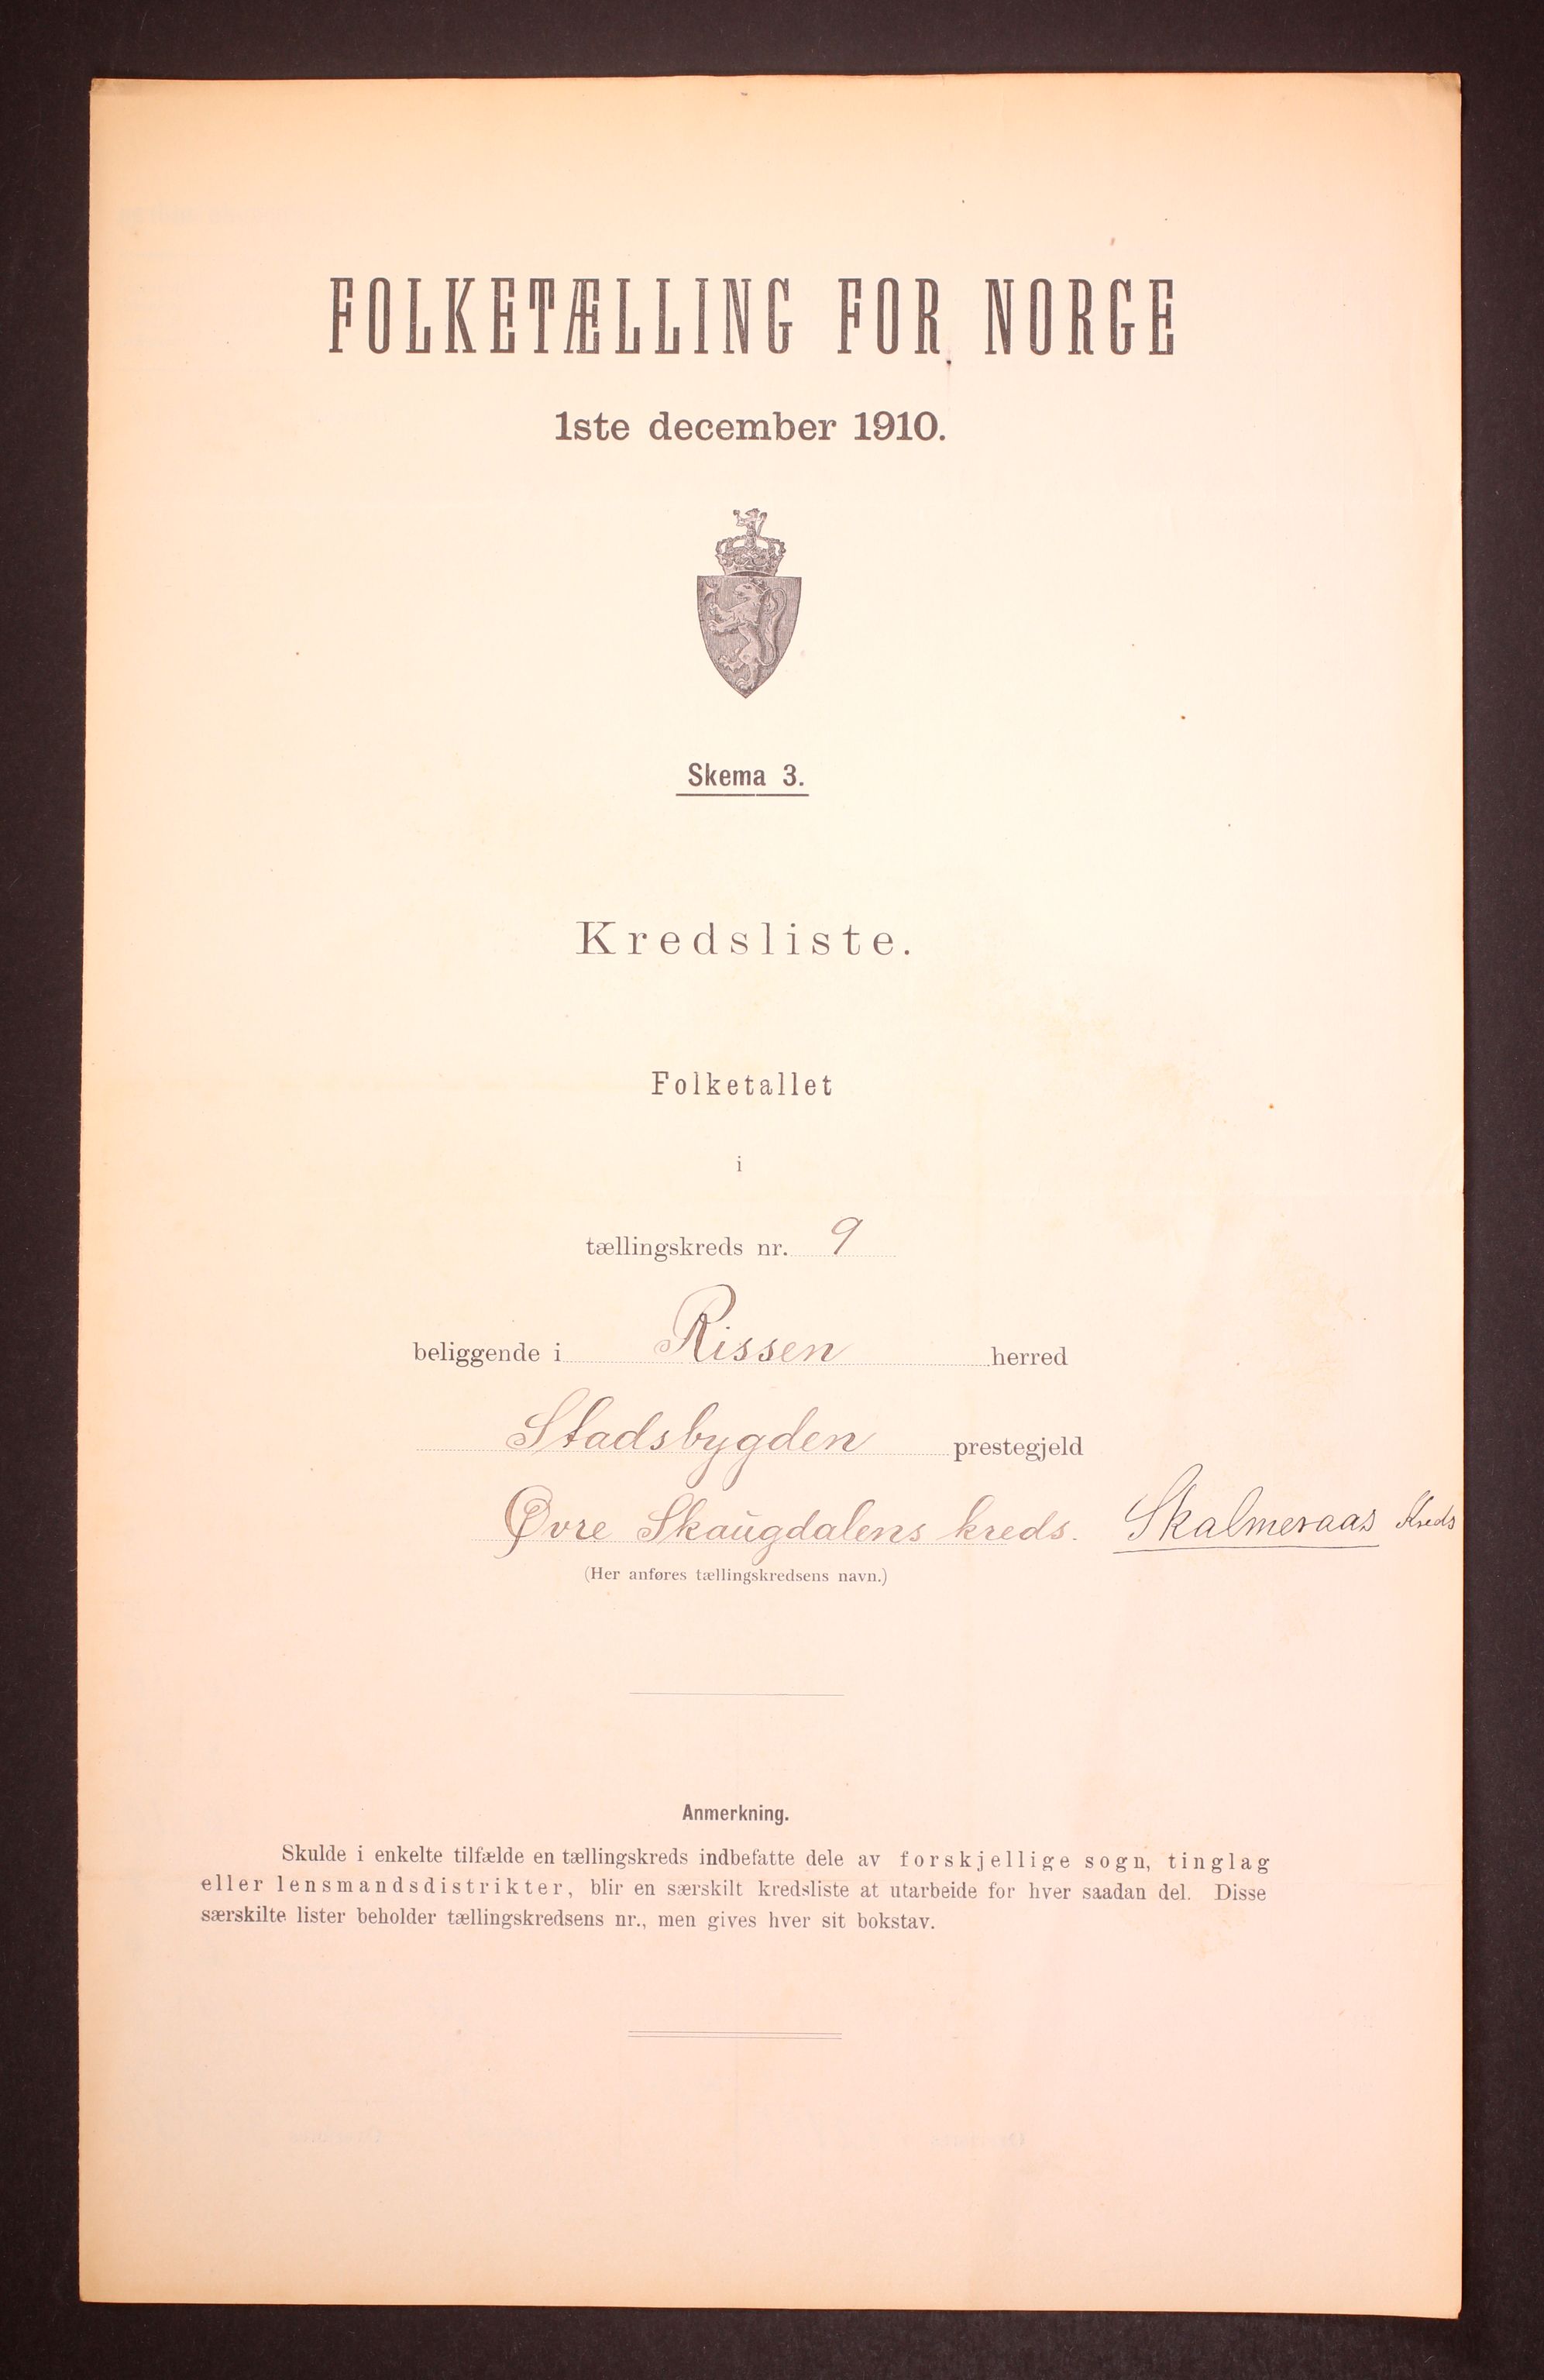 FOLKETÆLLING FOR NORGE
1ste december 1910.
Skema 3.
Kredsliste.
Folketallet
i
tællingskreds nr. 9
beliggende i Rissen herred
Stadsbygden prestegjeld
Øvre Skaugdalens kreds. Skalmeraas Kreds
(Her anføres tællingskredsens navn.)
Anmerkning.
Skulde i enkelte tilfælde en tællingskreds indbefatte dele av forskjellige sogn, tinglag
eller lensmandsdistrikter, blir en særskilt kredsliste at utarbeide for hver saadan del. Disse
særskilte lister beholder tællingskredsens nr., men gives hver sit bokstav.